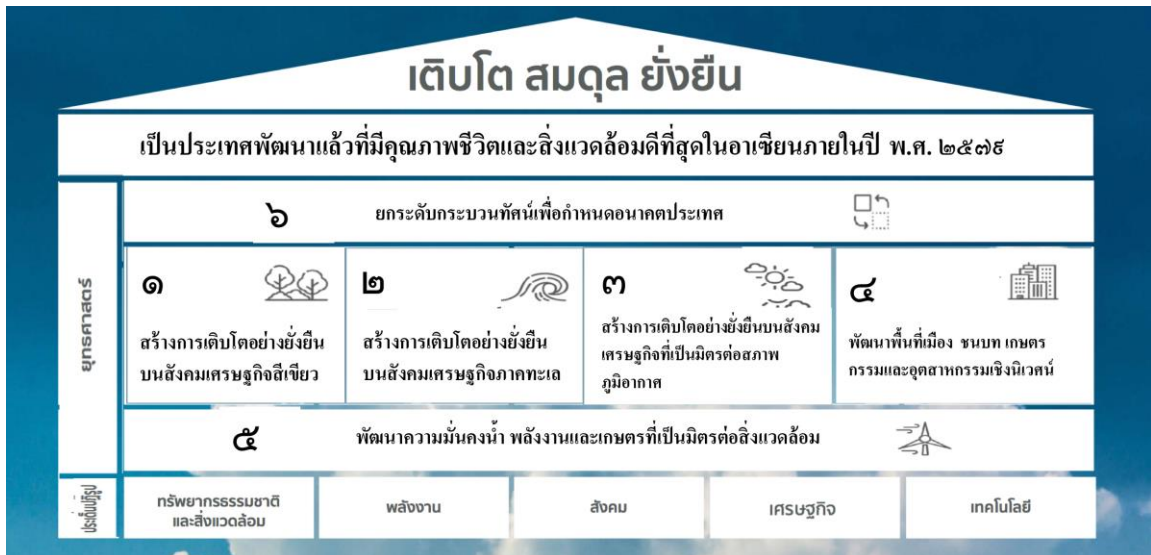 เติบโต สมดุล ยั่งยืน
เป็นประเทศพัฒนาแล้วที่มีคุณภาพชีวิตและสิ่งแวดล้อมดีที่สุดในอาเซียนภายในปี พ.ศ. ๒๕๗๙
ยุทธศาสตร์
๖ ยกระดับกระบวนทัศน์เพื่อกำหนดอนาคตประเทศ
๑
สร้างการเติบโตอย่างยั่งยืน
บนสังคมเศรษฐกิจสีเขียว
๒
สร้างการเติบโตอย่างยั่งยืน
บนสังคมเศรษฐกิจภาคทะเล
๓
สร้างการเติบโตอย่างยั่งยืนบนสังคม
เศรษฐกิจที่เป็นมิตรต่อสภาพ
ภูมิอากาศ
๔
พัฒนาพื้นที่เมือง ชนบท เกษตร
กรรมและอุตสาหกรรมเชิงนิเวศน์
๕ พัฒนาความมั่นคงน้ำ พลังงานและเกษตรที่เป็นมิตรต่อสิ่งแวดล้อม
ประเด็นปฏิรูป
ทรัพยากรธรรมชาติ
และสิ่งแวดล้อม
พลังงาน
สังคม
เศรษฐกิจ
เทคโนโลยี